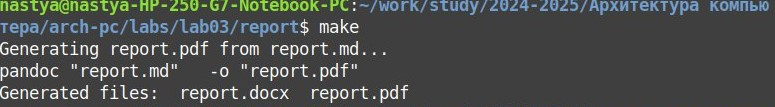 nastya@nastya-HP-250-G7-Notebook-PC:~/work/study/2024-2025/Архитектура компью
тера/arch-pc/labs/lab03/report$ make
Generating report.pdf from report.md...
pandoc "report.md"   -o "report.pdf"
Generated files:  report.docx  report.pdf